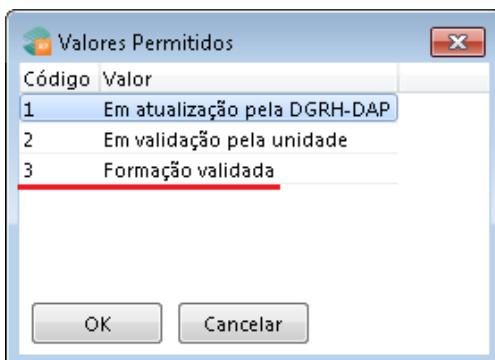 Valores Permitidos
Código Valor
1 Em atualização pela DGRH-DAP
2 Em validação pela unidade
3 Formação validada
OK Cancelar